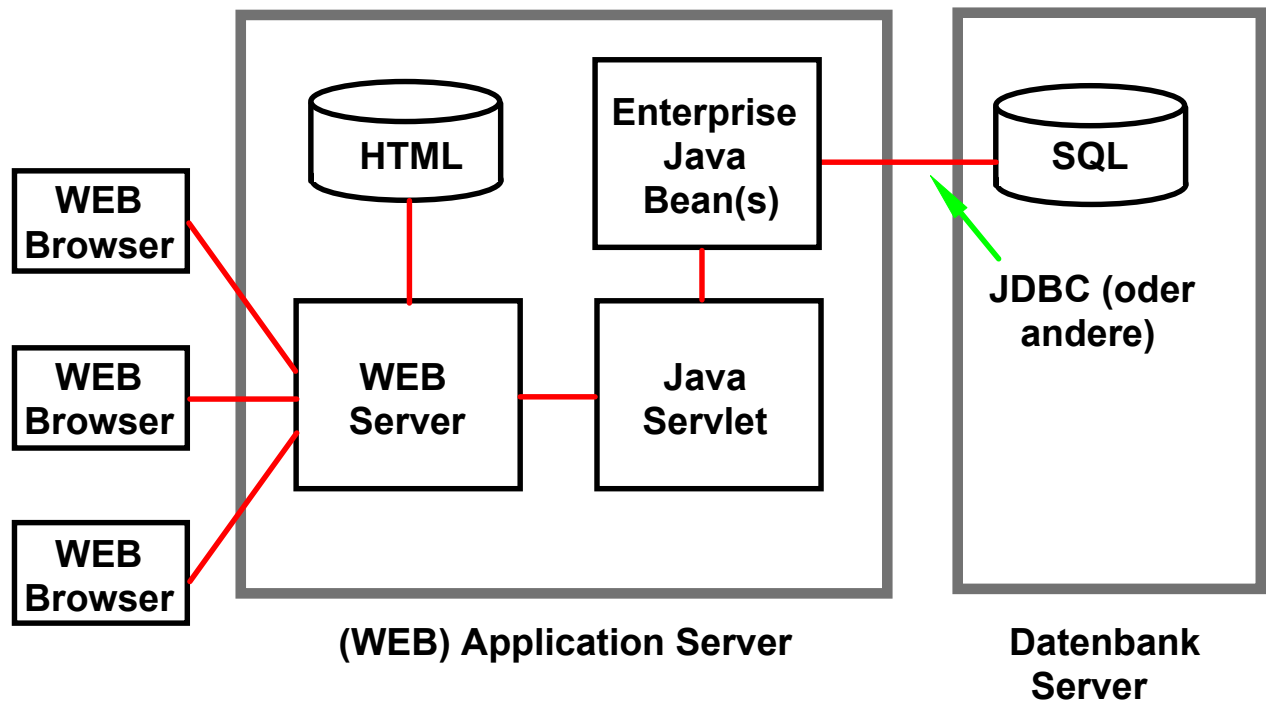 WEB
Browser
WEB
Browser
WEB
Browser
HTML
WEB
Server
Enterprise
Java
Bean(s)
Java
Servlet
(WEB) Application Server
SQL
JDBC (oder
andere)
Datenbank
Server